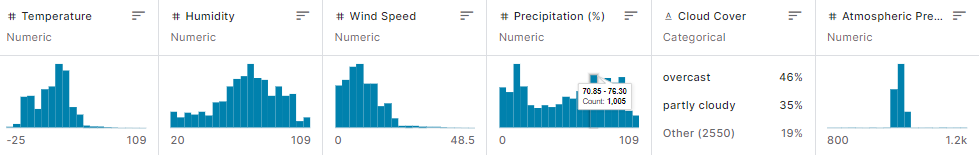 # Temperature
Numeric
-25 109
# Humidity
Numeric
20 109
# Wind Speed
Numeric
0 48.5
# Precipitation (%)
Numeric
70.85 - 76.30
Count: 1,005
0 109
Cloud Cover
Categorical
overcast 46%
partly cloudy 35%
Other (2550) 19%
# Atmospheric Pre...
Numeric
800 1.2k